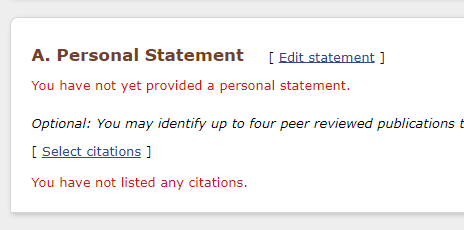 A. Personal Statement [ Edit statement ]
You have not yet provided a personal statement.
Optional: You may identify up to four peer reviewed publications t
[ Select citations ]
You have not listed any citations.